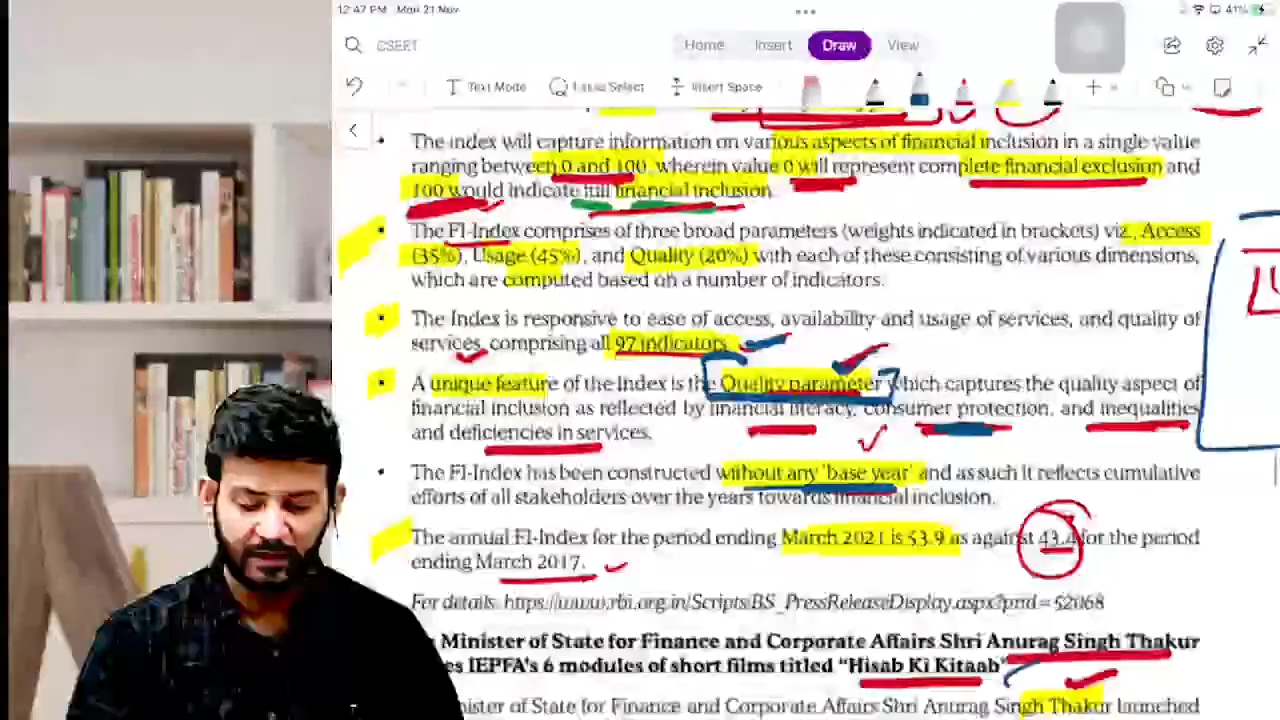 12:47 PM Mon 21 Nov
41%
CSEET
Home Insert Draw View
Text Mode Lasso Select Insert Space
The index will capture information on various aspects of financial inclusion in a single value
ranging between 0 and 100, wherein value 0 will represent complete financial exclusion and
100 would indicate full financial inclusion.
The FI-Index comprises of three broad parameters (weights indicated in brackets) viz., Access
(35%), Usage (45%), and Quality (20%) with each of these consisting of various dimensions,
which are computed based on a number of indicators.
The Index is responsive to ease of access, availability and usage of services, and quality of
services, comprising all 97 indicators.
A unique feature of the Index is the Quality parameter which captures the quality aspect of
financial inclusion as reflected by financial literacy, consumer protection, and inequalities
and deficiencies in services.
The FI-Index has been constructed without any 'base year' and as such it reflects cumulative
efforts of all stakeholders over the years towards financial inclusion.
The annual FI-Index for the period ending March 2021 is 53.9 as against 43.4 for the period
ending March 2017.
For details: https://www.rbi.org.in/Scripts/BS_PressReleaseDisplay.aspx?prid=52068
Minister of State for Finance and Corporate Affairs Shri Anurag Singh Thakur
es IEPFA's 6 modules of short films titled "Hisab Ki Kitaab"
ister of State for Finance and Corporate Affairs Shri Anurag Singh Thakur launched